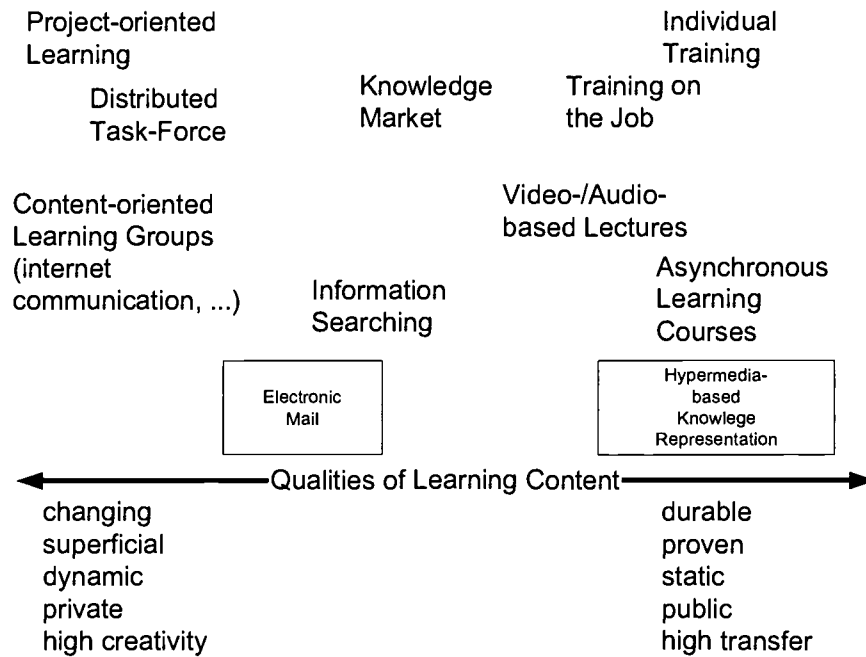 Project-oriented
Learning
Individual
Training
Distributed
Task-Force
Knowledge
Market
Training on
the Job
Content-oriented
Learning Groups
(internet
communication, ...)
Video-/Audio-
based Lectures
Information
Searching
Asynchronous
Learning
Courses
Electronic
Mail
Hypermedia-
based
Knowlege
Representation
Qualities of Learning Content
changing
superficial
dynamic
private
high creativity
durable
proven
static
public
high transfer